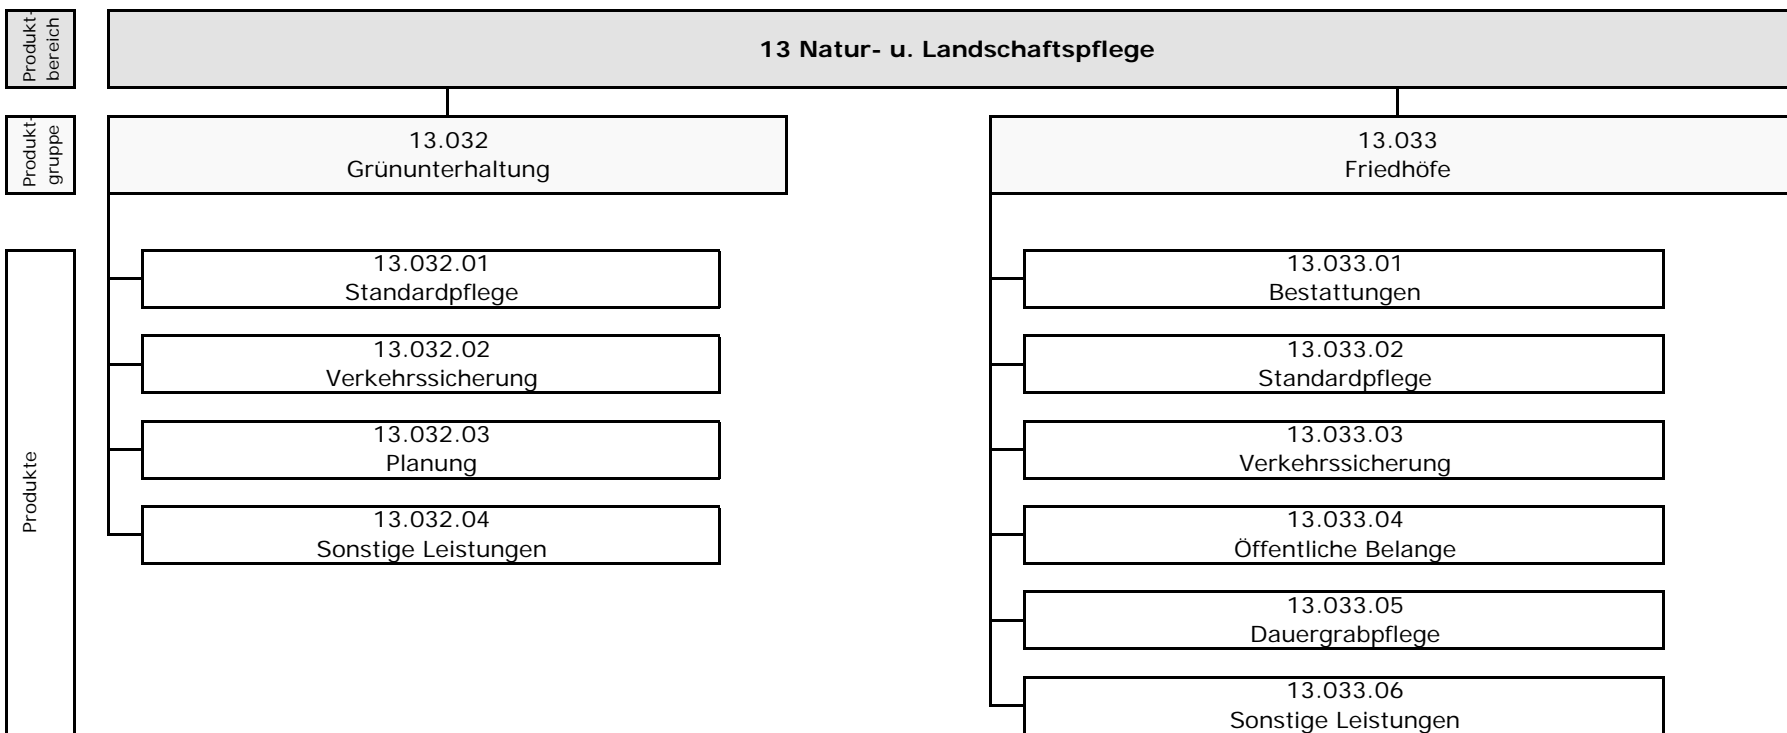 Produkt-
bereich
13 Natur- u. Landschaftspflege
Produkt-
gruppe
13.032
Grünunterhaltung
13.033
Friedhöfe
Produkte
13.032.01
Standardpflege
13.032.02
Verkehrssicherung
13.032.03
Planung
13.032.04
Sonstige Leistungen
13.033.01
Bestattungen
13.033.02
Standardpflege
13.033.03
Verkehrssicherung
13.033.04
Öffentliche Belange
13.033.05
Dauergrabpflege
13.033.06
Sonstige Leistungen